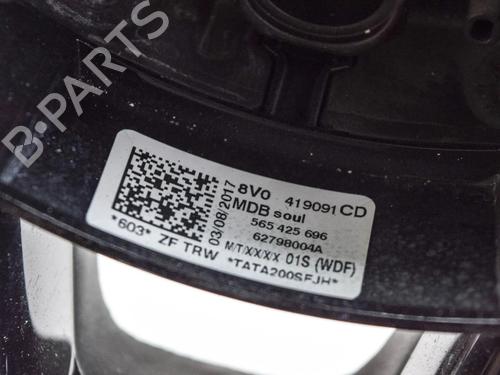 B-PARTS
8V0 419091 CD
MDB soul
565 425 696
62798004A
M/T/X/X/X/X 01S (WDF)
*TATA200SFJH*
03/08/2017
*603* ZF TRW